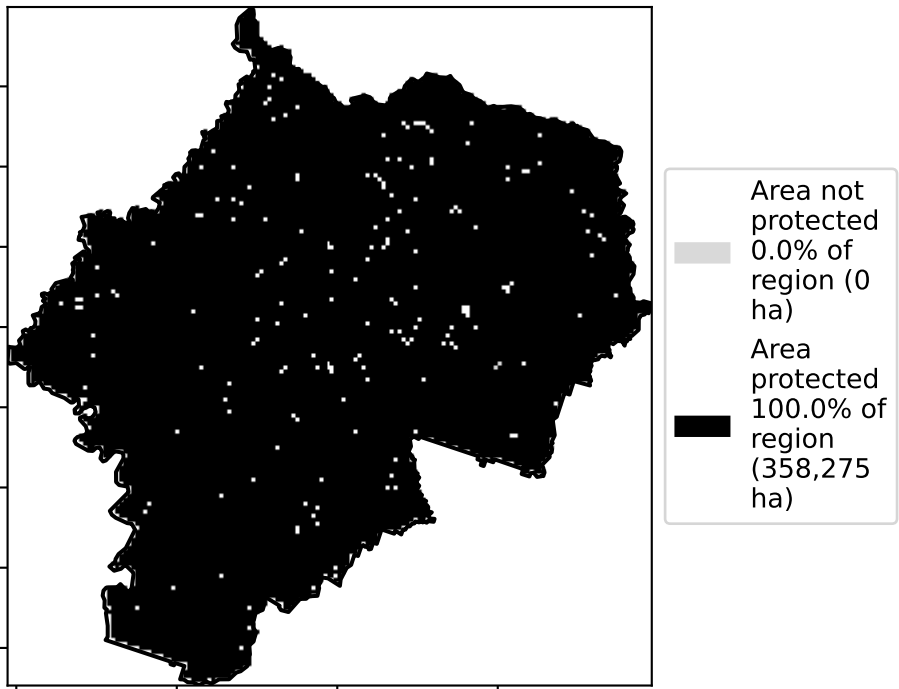 Area not
protected
0.0% of
region (0
ha)
Area
protected
100.0% of
region
(358,275
ha)